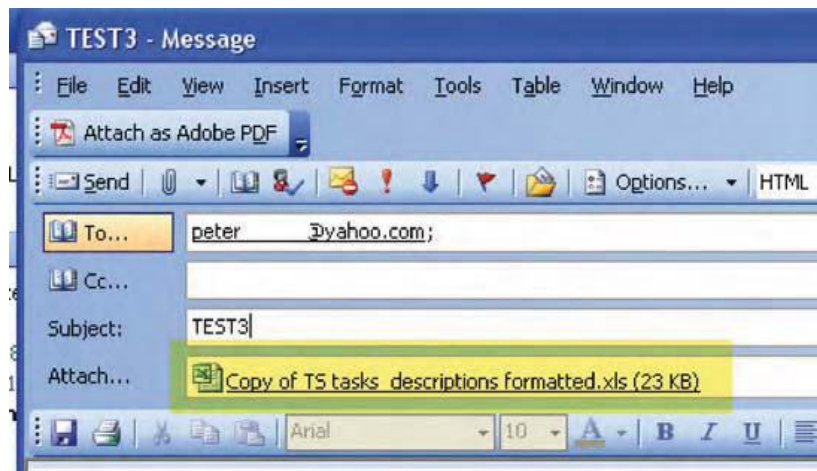 TEST3 - Message
File Edit View Insert Format Tools Table Window Help
Attach as Adobe PDF
Send Options... HTML
To... peter @yahoo.com;
Cc...
Subject: TEST3
Attach... Copy of TS tasks descriptions formatted.xls (23 KB)
Arial 10 A B I U